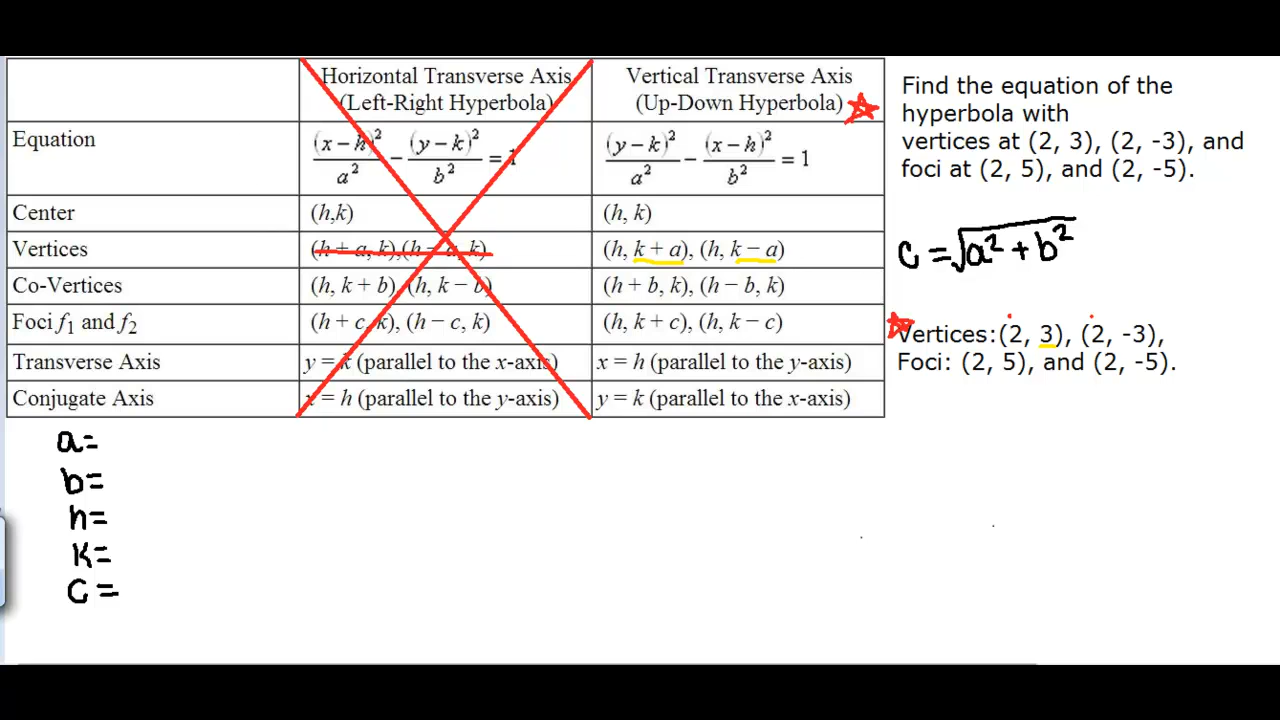 Horizontal Transverse Axis
(Left-Right Hyperbola)
Vertical Transverse Axis
(Up-Down Hyperbola)
Equation
(x – h)²/a² – (y – k)²/b² = 1
(y – k)²/a² – (x – h)²/b² = 1
Center
(h,k)
(h, k)
Vertices
(h + a, k),(h – a, k)
(h, k + a), (h, k – a)
Co-Vertices
(h, k + b), (h, k – b)
(h + b, k), (h – b, k)
Foci f₁ and f₂
(h + c, k), (h – c, k)
(h, k + c), (h, k – c)
Transverse Axis
y = k (parallel to the x-axis)
x = h (parallel to the y-axis)
Conjugate Axis
x = h (parallel to the y-axis)
y = k (parallel to the x-axis)
Find the equation of the
hyperbola with
vertices at (2, 3), (2, -3), and
foci at (2, 5), and (2, -5).
c = √a² + b²
Vertices: (2, 3), (2, -3),
Foci: (2, 5), and (2, -5).
a=
b=
h=
k=
c=